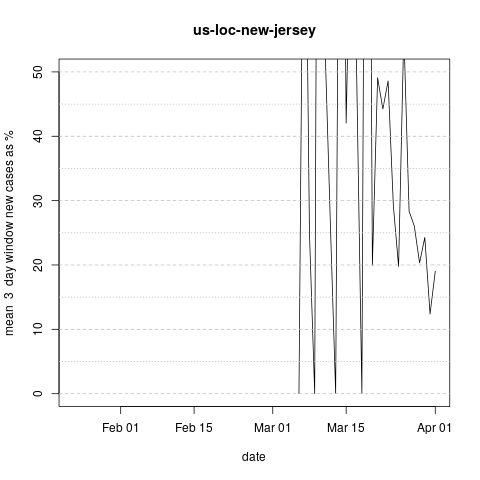 us-loc-new-jersey
mean 3 day window new cases as %
50
40
30
20
10
0
Feb 01 Feb 15 Mar 01 Mar 15 Apr 01
date